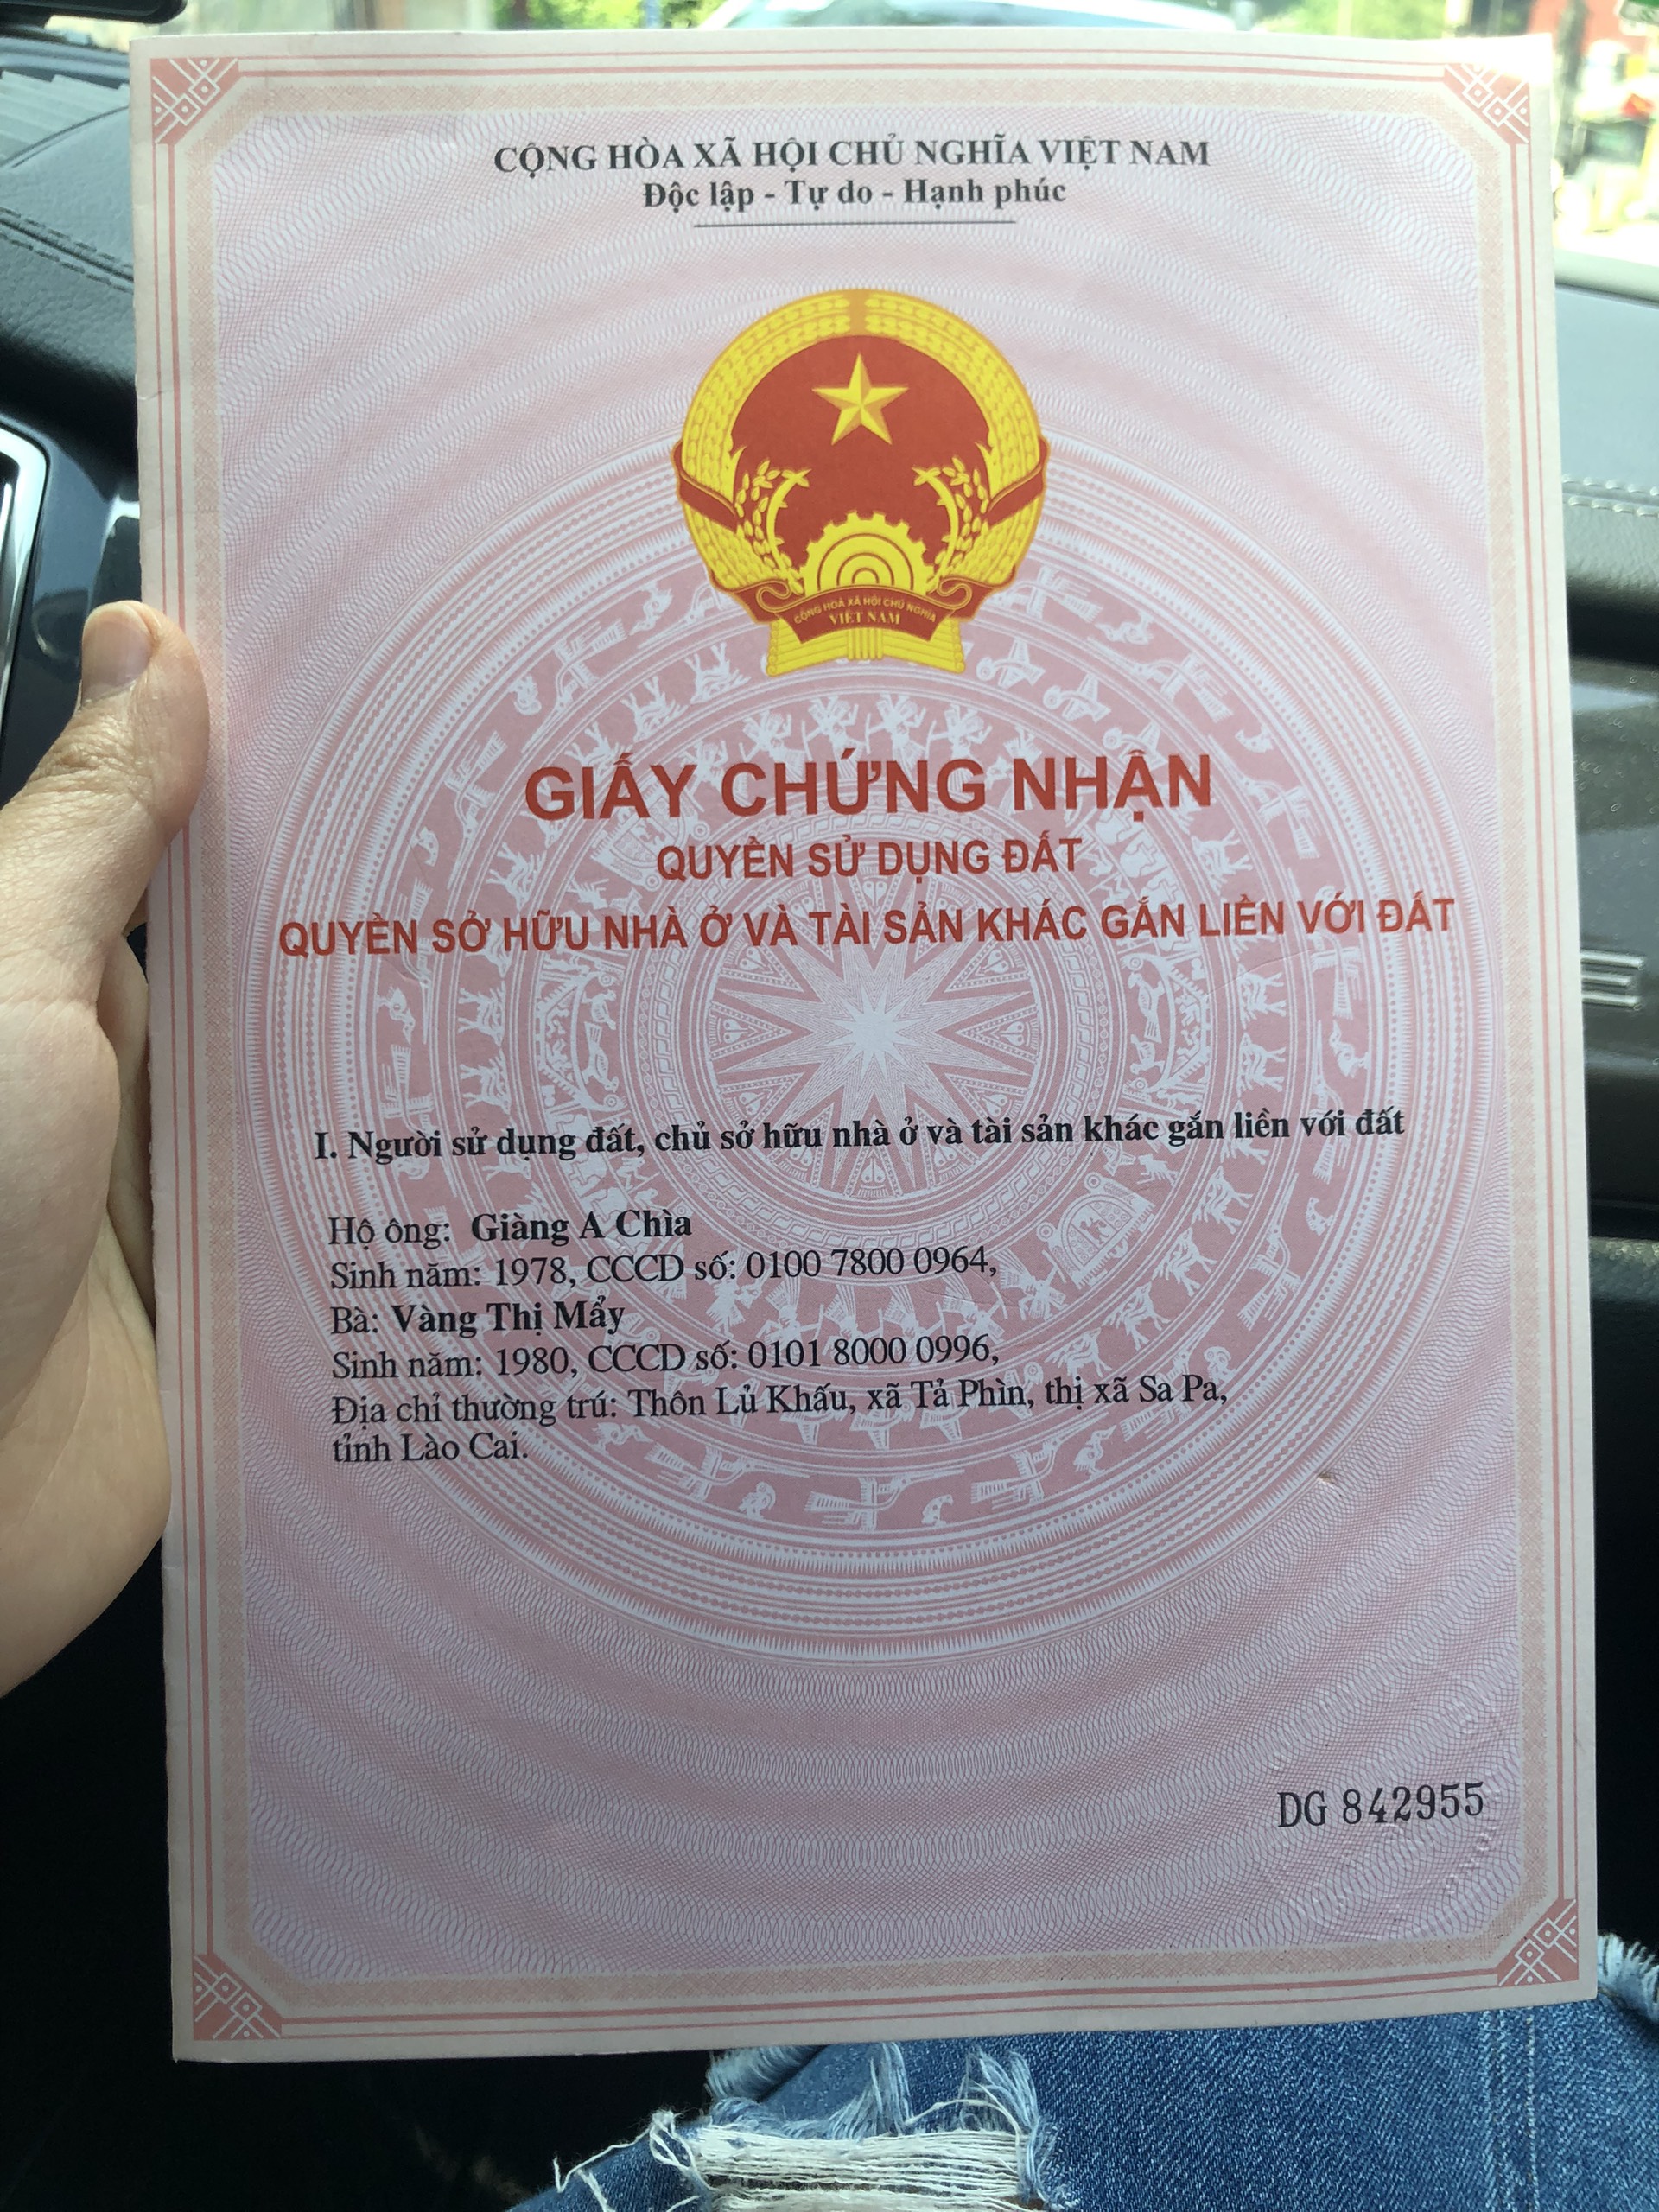 CỘNG HÒA XÃ HỘI CHỦ NGHĨA VIỆT NAM
Độc lập - Tự do - Hạnh phúc
CỘNG HOÀ XÃ HỘI CHỦ NGHĨA
VIỆT NAM
GIẤY CHỨNG NHẬN
QUYỀN SỬ DỤNG ĐẤT
QUYỀN SỞ HỮU NHÀ Ở VÀ TÀI SẢN KHÁC GẮN LIỀN VỚI ĐẤT
I. Người sử dụng đất, chủ sở hữu nhà ở và tài sản khác gắn liền với đất
Hộ ông: Giàng A Chìa
Sinh năm: 1978, CCCD số: 0100 7800 0964,
Bà: Vàng Thị Mẩy
Sinh năm: 1980, CCCD số: 0101 8000 0996,
Địa chỉ thường trú: Thôn Lủ Khấu, xã Tả Phìn, thị xã Sa Pa,
tỉnh Lào Cai.
DG 842955